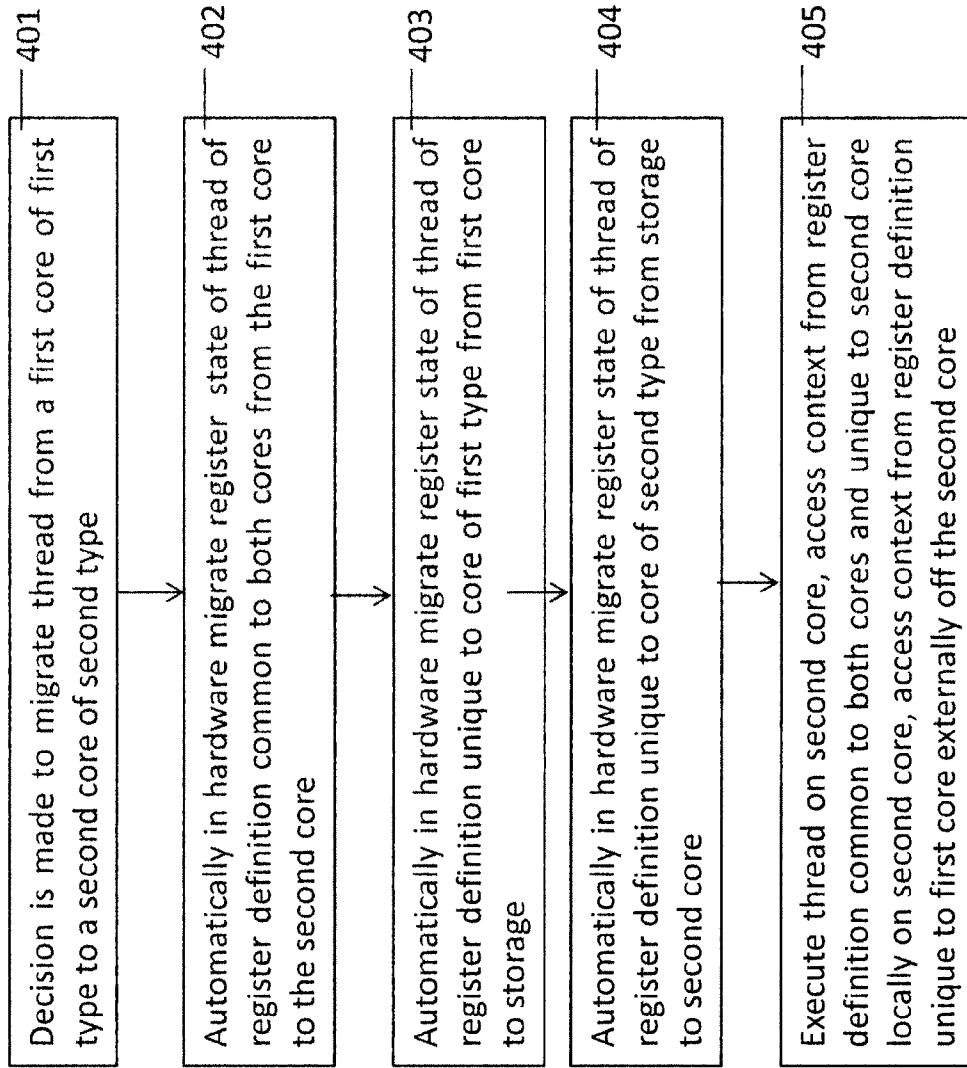 Decision is made to migrate thread from a first core of first
type to a second core of second type
401
Automatically in hardware migrate register state of thread of
register definition common to both cores from the first core
to the second core
402
Automatically in hardware migrate register state of thread of
register definition unique to core of first type from first core
to storage
403
Automatically in hardware migrate register state of thread of
register definition unique to core of second type from storage
to second core
404
Execute thread on second core, access context from register
definition common to both cores and unique to second core
locally on second core, access context from register definition
unique to first core externally off the second core
405